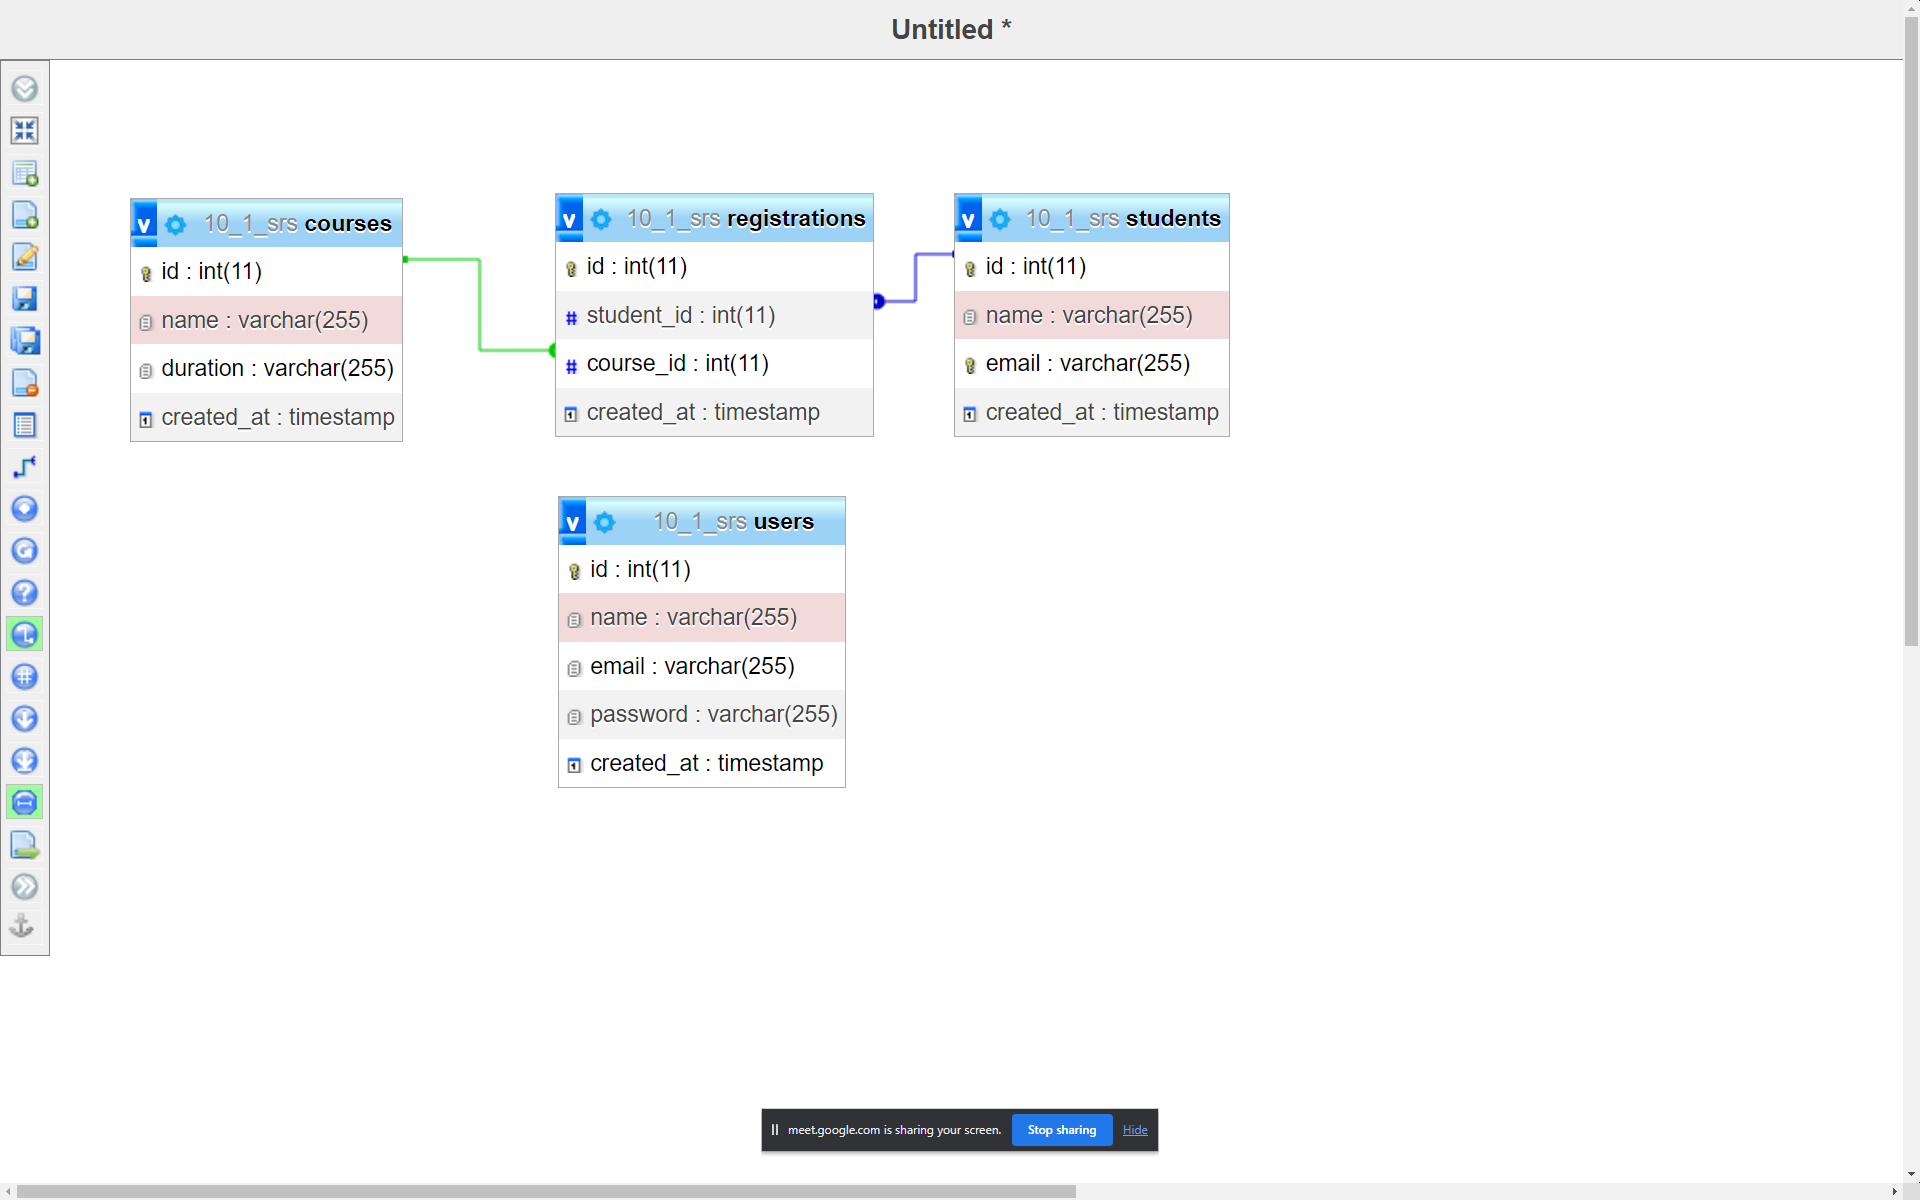 Untitled *
v 10_1_srs courses
id : int(11)
name : varchar(255)
duration : varchar(255)
created_at : timestamp
v 10_1_srs registrations
id : int(11)
# student_id : int(11)
# course_id : int(11)
created_at : timestamp
v 10_1_srs students
id : int(11)
name : varchar(255)
email : varchar(255)
created_at : timestamp
v 10_1_srs users
id : int(11)
name : varchar(255)
email : varchar(255)
password : varchar(255)
created_at : timestamp
meet.google.com is sharing your screen. Stop sharing Hide